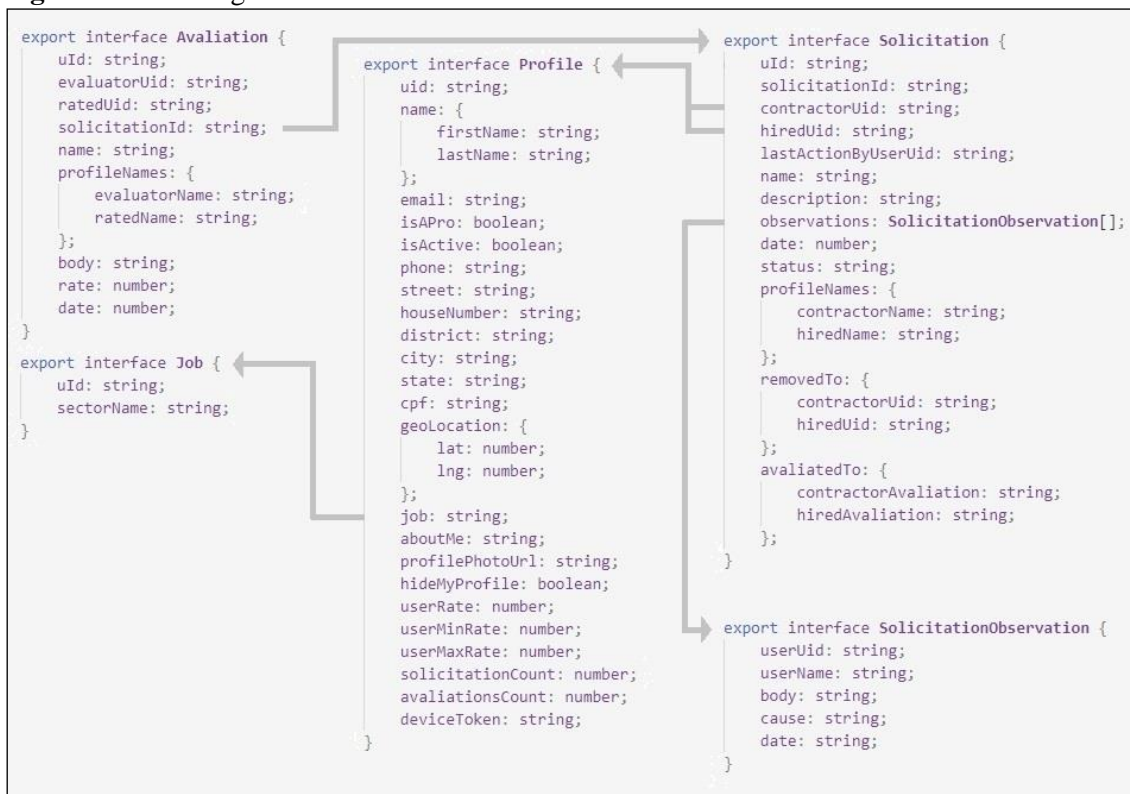 export interface Avaliation {
uId: string;
evaluatorUid: string;
ratedUid: string;
solicitationId: string;
name: string;
profileNames: {
evaluatorName: string;
ratedName: string;
};
body: string;
rate: number;
date: number;
}
export interface Job {
uId: string;
sectorName: string;
}
export interface Profile {
uid: string;
name: {
firstName: string;
lastName: string;
};
email: string;
isAPro: boolean;
isActive: boolean;
phone: string;
street: string;
houseNumber: string;
district: string;
city: string;
state: string;
cpf: string;
geoLocation: {
lat: number;
lng: number;
};
job: string;
aboutMe: string;
profilePhotoUrl: string;
hideMyProfile: boolean;
userRate: number;
userMinRate: number;
userMaxRate: number;
solicitationCount: number;
avaliationsCount: number;
deviceToken: string;
}
export interface Solicitation {
uId: string;
solicitationId: string;
contractorUid: string;
hiredUid: string;
lastActionByUserUid: string;
name: string;
description: string;
observations: SolicitationObservation[];
date: number;
status: string;
profileNames: {
contractorName: string;
hiredName: string;
};
removedTo: {
contractorUid: string;
hiredUid: string;
};
avaliatedTo: {
contractorAvaliation: string;
hiredAvaliation: string;
};
}
export interface SolicitationObservation {
userUid: string;
userName: string;
body: string;
cause: string;
date: string;
}